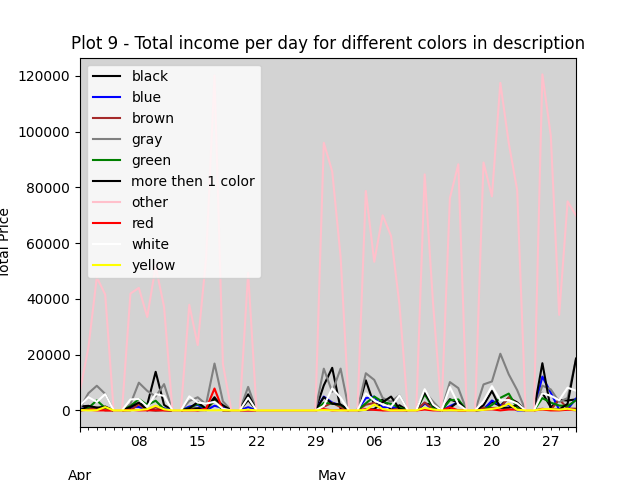 Plot 9 - Total income per day for different colors in description
120000
100000
80000
60000
40000
20000
0
Total Price
black
blue
brown
gray
green
more then 1 color
other
red
white
yellow
08 15 22 29 06 13 20 27
Apr May